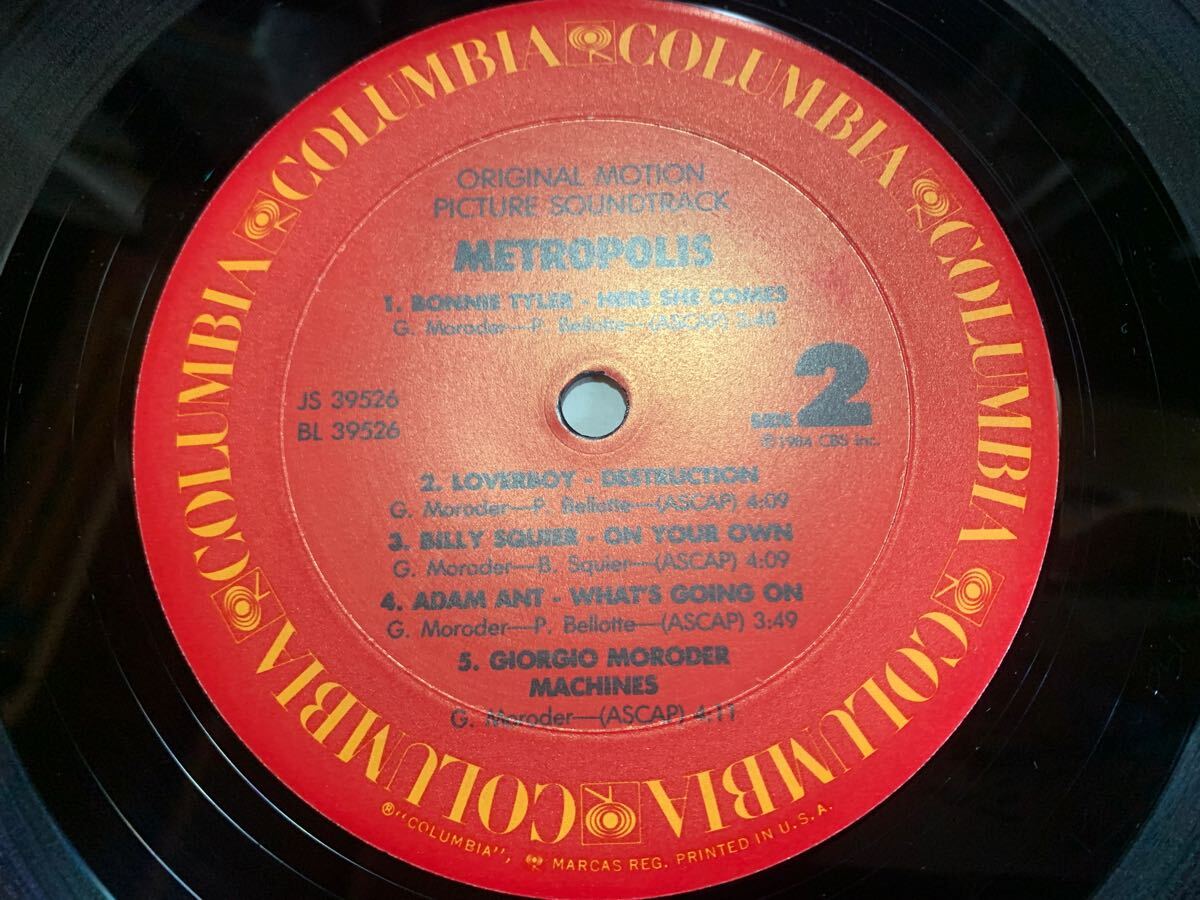 COLUMBIA COLUMBIA COLUMBIA COLUMBIA COLUMBIA COLUMBIA COLUMBIA COLUMBIA
ORIGINAL MOTION
PICTURE SOUNDTRACK
METROPOLIS
1. BONNIE TYLER - HERE SHE COMES
G. Moroder—P. Bellotte—(ASCAP) 3:48
JS 39526
BL 39526
SIDE 2
℗1984 CBS Inc.
2. LOVERBOY - DESTRUCTION
G. Moroder—P. Bellotte—(ASCAP) 4:09
3. BILLY SQUIER - ON YOUR OWN
G. Moroder—B. Squier—(ASCAP) 4:09
4. ADAM ANT - WHAT'S GOING ON
G. Moroder—P. Bellotte—(ASCAP) 3:49
5. GIORGIO MORODER
MACHINES
G. Moroder—(ASCAP) 4:11
®"COLUMBIA", MARCAS REG. PRINTED IN U.S.A.